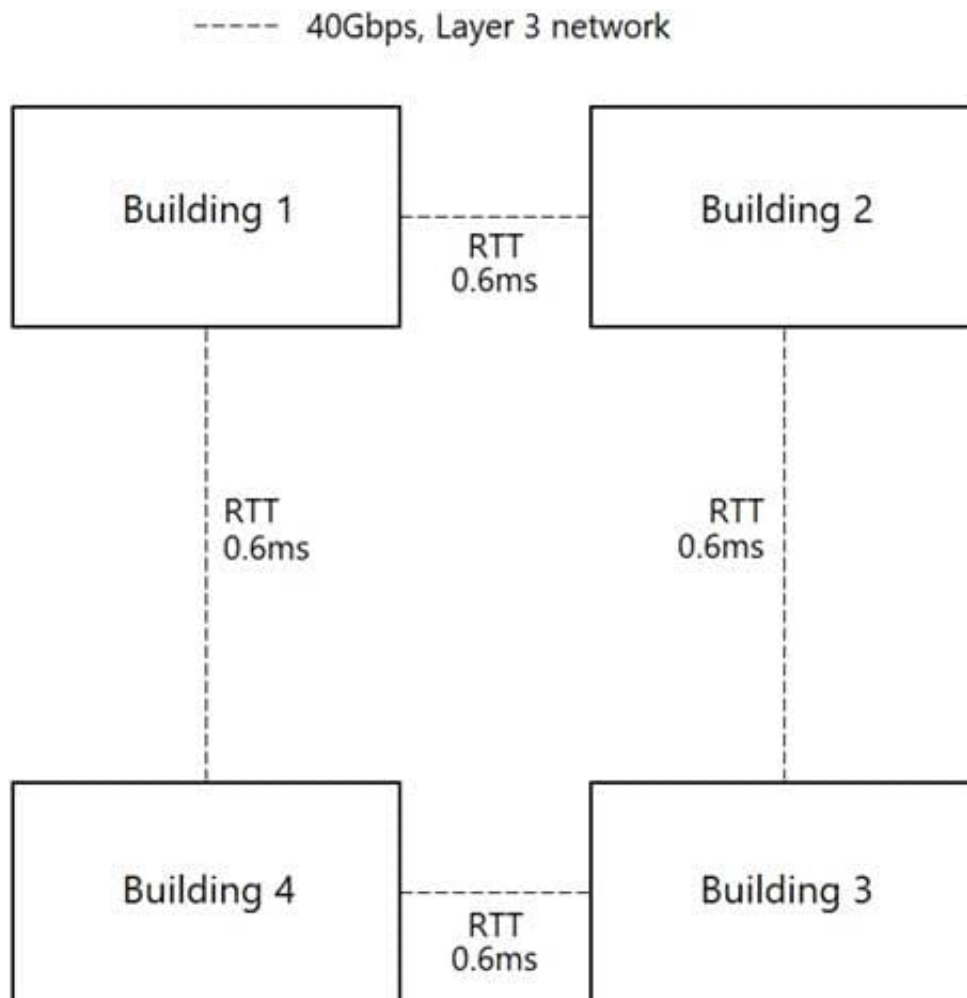 40Gbps, Layer 3 network
Building 1
Building 2
RTT
0.6ms
RTT
0.6ms
RTT
0.6ms
Building 4
Building 3
RTT
0.6ms